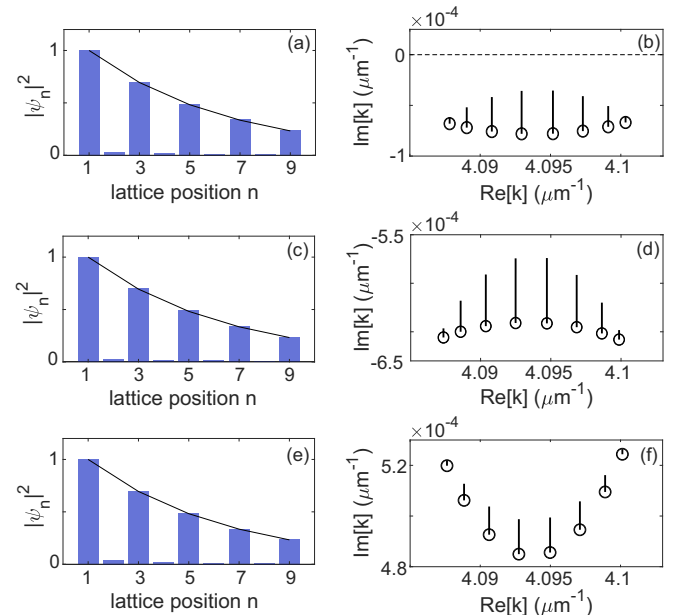 (a)
1
0
|ψn|²
1 3 5 7 9
lattice position n
×10⁻⁴
(b)
0
-1
Im[k] (μm⁻¹)
4.09 4.095 4.1
Re[k] (μm⁻¹)
(c)
1
0
|ψn|²
1 3 5 7 9
lattice position n
×10⁻⁴
(d)
-5.5
-6.5
Im[k] (μm⁻¹)
4.09 4.095 4.1
Re[k] (μm⁻¹)
(e)
1
0
|ψn|²
1 3 5 7 9
lattice position n
×10⁻⁴
(f)
5.2
4.8
Im[k] (μm⁻¹)
4.09 4.095 4.1
Re[k] (μm⁻¹)